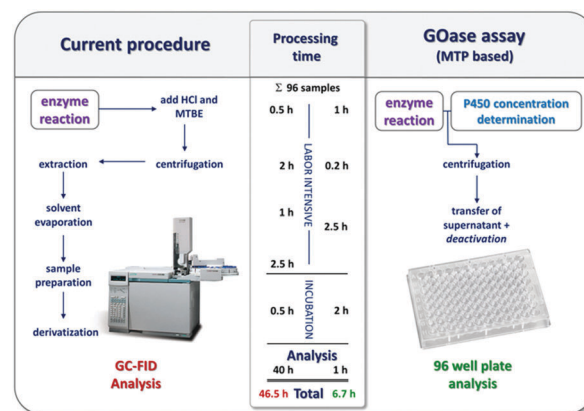 Current procedure
enzyme
reaction
add HCl and
MTBE
extraction
centrifugation
solvent
evaporation
sample
preparation
derivatization
GC-FID
Analysis
Processing
time
Σ 96 samples
0.5 h 1 h
2 h 0.2 h
1 h
2.5 h
2.5 h
LABOR INTENSIVE
0.5 h 2 h
INCUBATION
Analysis
40 h 1 h
46.5 h Total 6.7 h
GOase assay
(MTP based)
enzyme
reaction
P450 concentration
determination
centrifugation
transfer of
supernatant +
deactivation
96 well plate
analysis